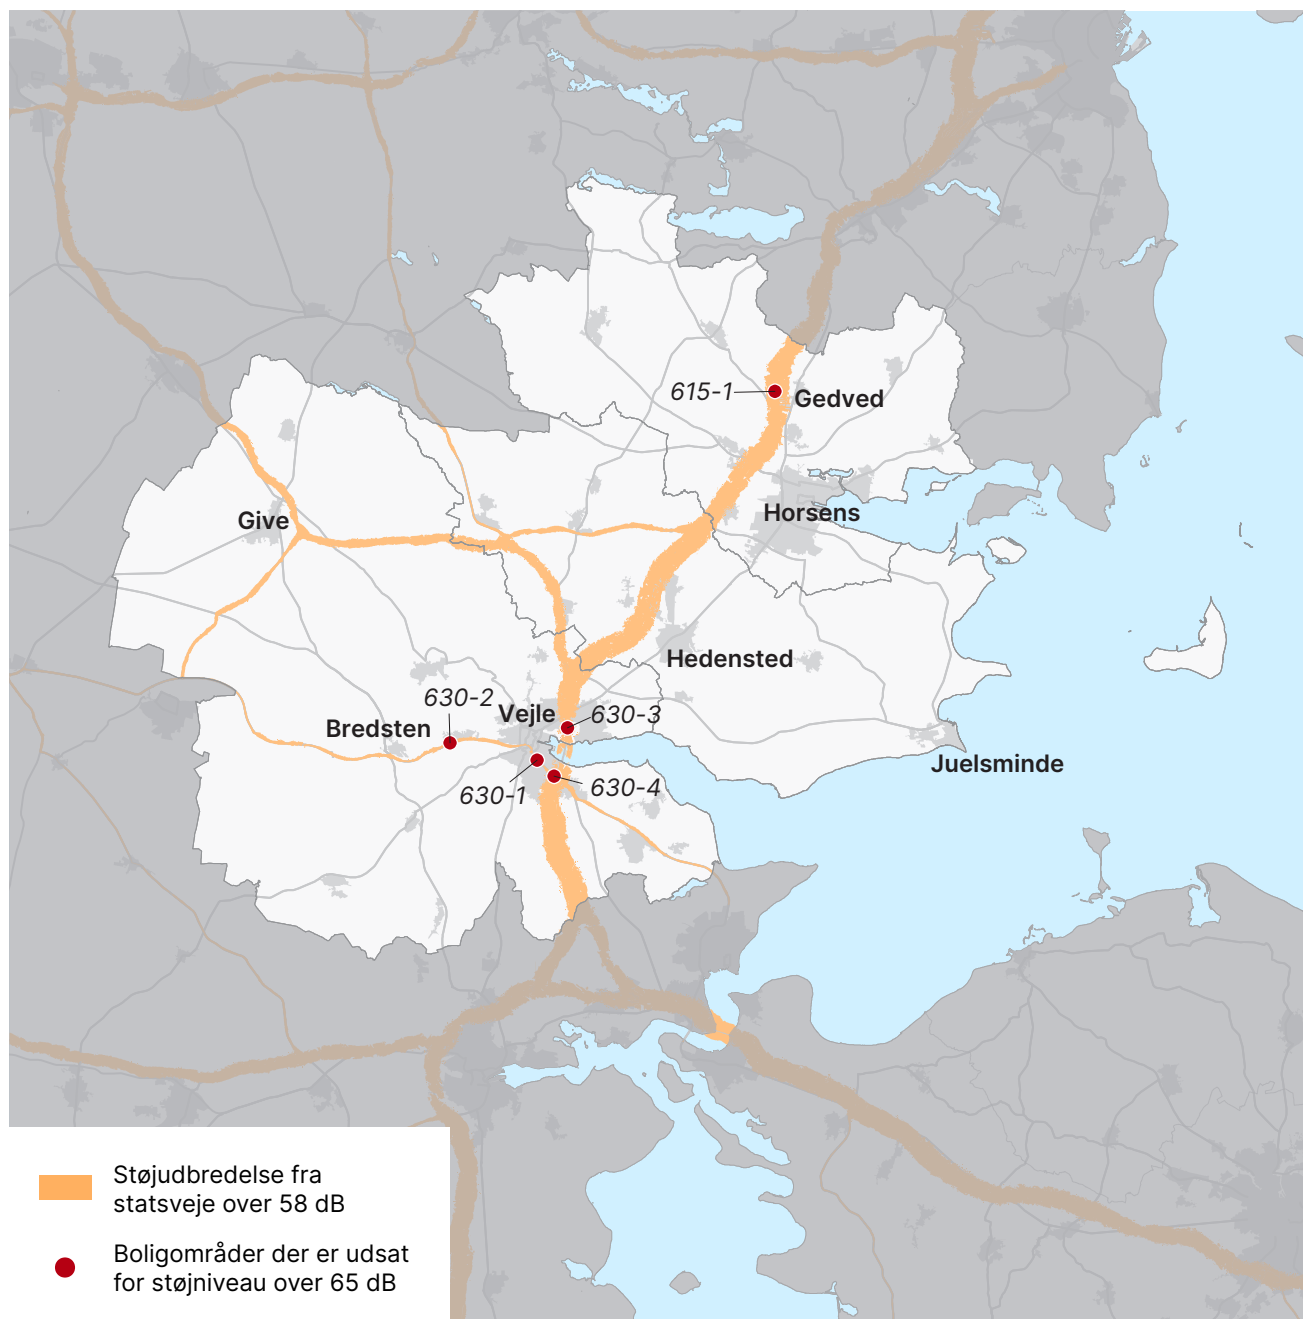 615-1
Gedved
Give
Horsens
Hedensted
630-2
Vejle
630-3
Bredsten
Juelsminde
630-1
630-4
Støjudbredelse fra
statsveje over 58 dB
Boligområder der er udsat
for støjniveau over 65 dB